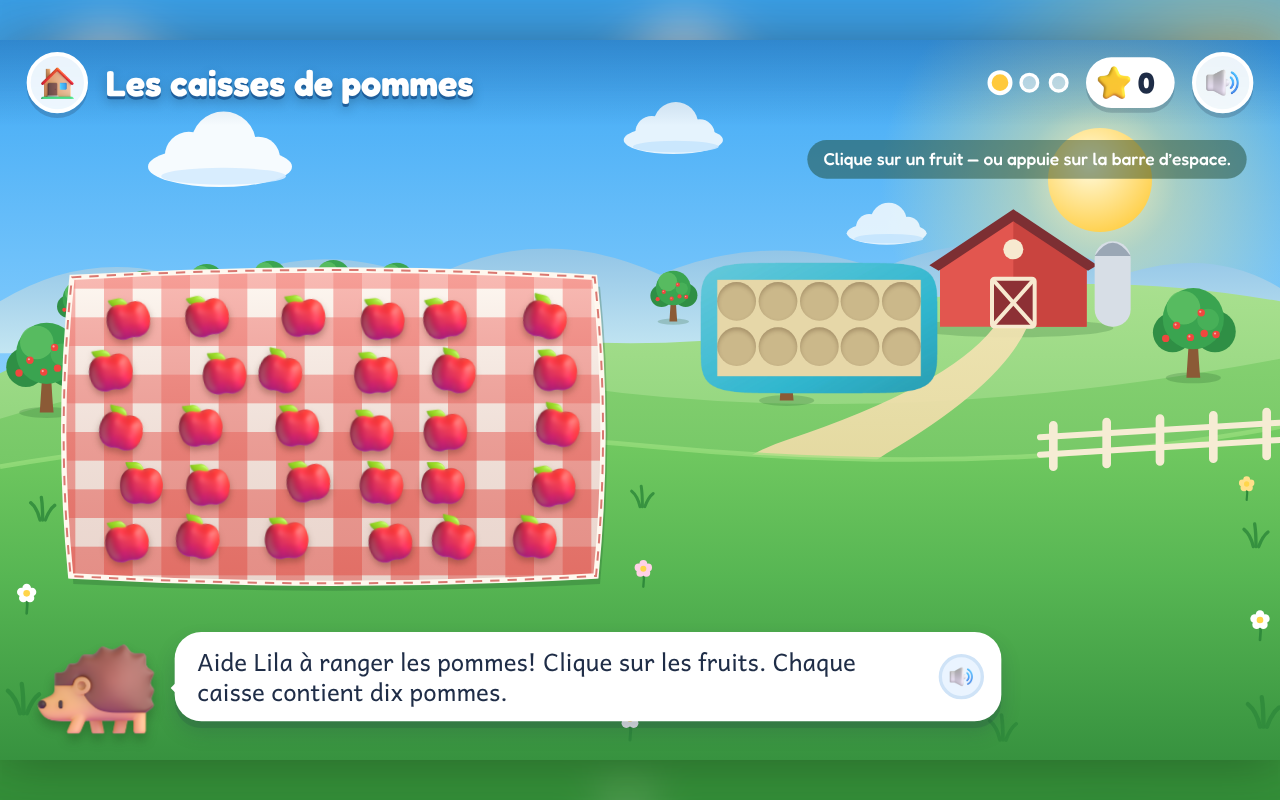 Les caisses de pommes
0
Clique sur un fruit – ou appuie sur la barre d'espace.
Aide Lila à ranger les pommes! Clique sur les fruits. Chaque
caisse contient dix pommes.